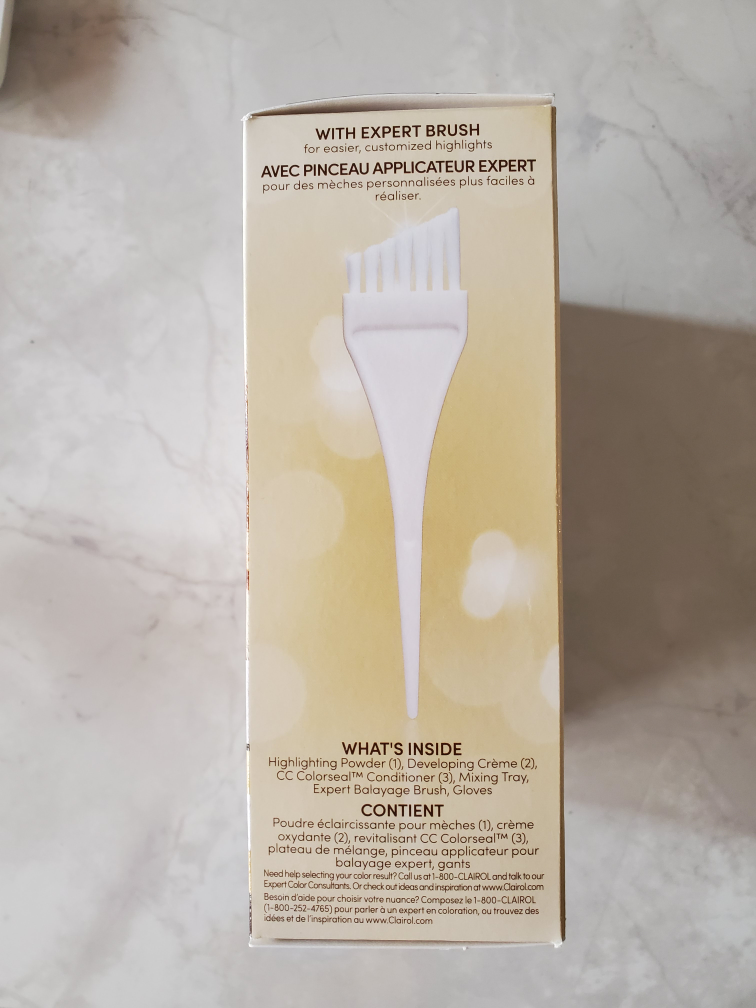 WITH EXPERT BRUSH
for easier, customized highlights
AVEC PINCEAU APPLICATEUR EXPERT
pour des mèches personnalisées plus faciles à
réaliser.
WHAT'S INSIDE
Highlighting Powder (1), Developing Crème (2),
CC Colorseal™ Conditioner (3), Mixing Tray,
Expert Balayage Brush, Gloves
CONTIENT
Poudre éclaircissante pour mèches (1), crème
oxydante (2), revitalisant CC Colorseal™ (3),
plateau de mélange, pinceau applicateur pour
balayage expert, gants
Need help selecting your color result? Call us at 1-800-CLAIROL and talk to our
Expert Color Consultants. Or check out ideas and inspiration at www.Clairol.com
Besoin d'aide pour choisir votre nuance? Composez le 1-800-CLAIROL
(1-800-252-4765) pour parler à un expert en coloration, ou trouvez des
idées et de l'inspiration au www.Clairol.com